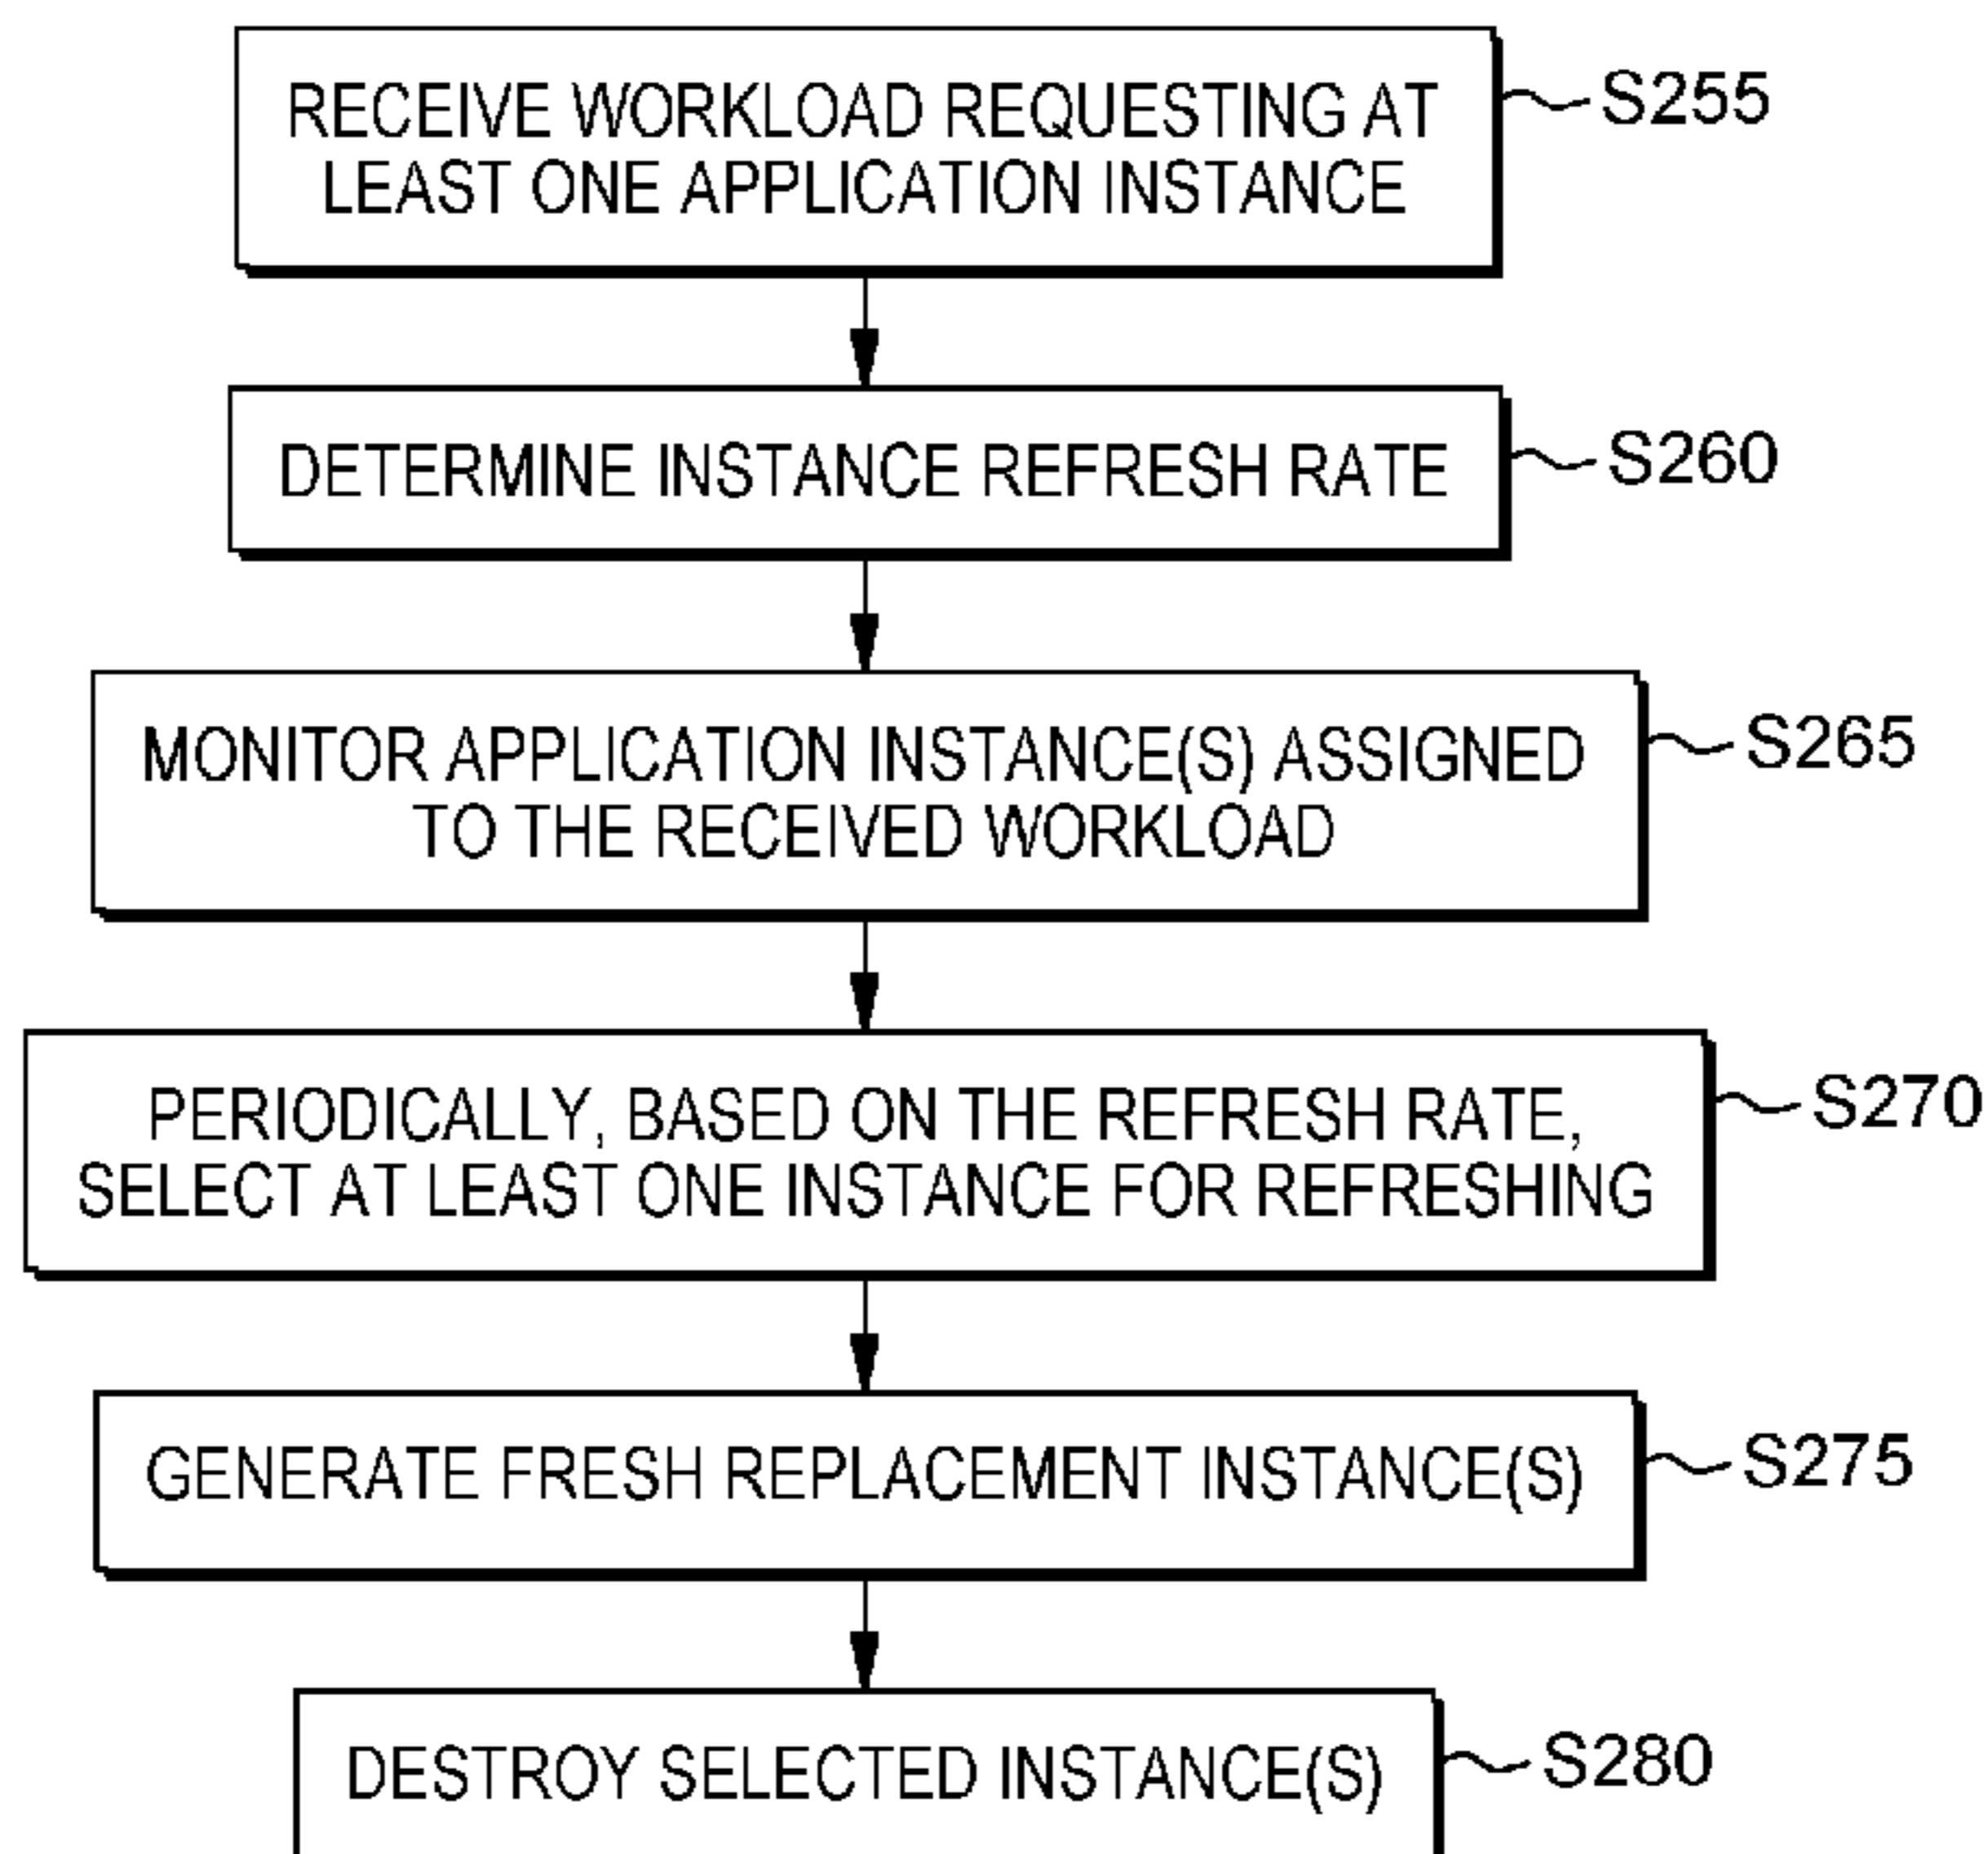 RECEIVE WORKLOAD REQUESTING AT
LEAST ONE APPLICATION INSTANCE
S255
DETERMINE INSTANCE REFRESH RATE
S260
MONITOR APPLICATION INSTANCE(S) ASSIGNED
TO THE RECEIVED WORKLOAD
S265
PERIODICALLY, BASED ON THE REFRESH RATE,
SELECT AT LEAST ONE INSTANCE FOR REFRESHING
S270
GENERATE FRESH REPLACEMENT INSTANCE(S)
S275
DESTROY SELECTED INSTANCE(S)
S280